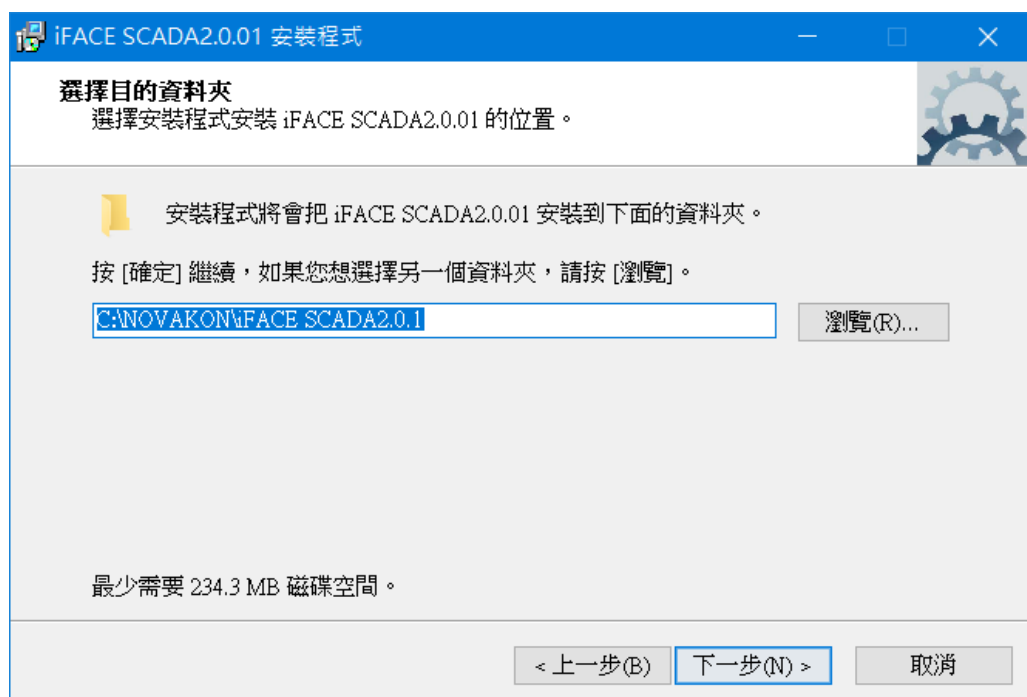 iFACE SCADA2.0.01 安裝程式
選擇目的資料夾
選擇安裝程式安裝 iFACE SCADA2.0.01 的位置。
安裝程式將會把 iFACE SCADA2.0.01 安裝到下面的資料夾。
按 [確定] 繼續，如果您想選擇另一個資料夾，請按 [瀏覽]。
C:\NOVAKON\iFACE SCADA2.0.1
瀏覽(R)...
最少需要 234.3 MB 磁碟空間。
< 上一步(B)
下一步(N) >
取消